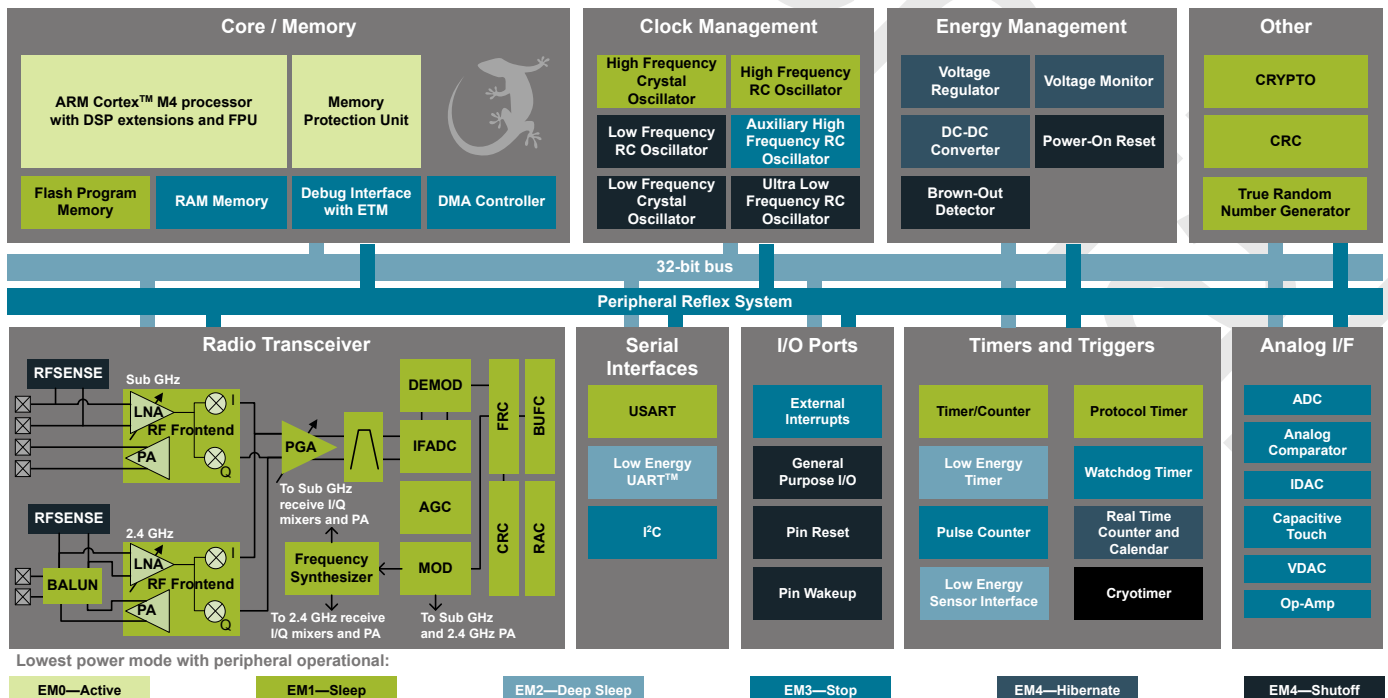 Core / Memory
ARM Cortex™ M4 processor
with DSP extensions and FPU
Memory
Protection Unit
Flash Program
Memory
RAM Memory
Debug Interface
with ETM
DMA Controller
Clock Management
High Frequency
Crystal
Oscillator
High Frequency
RC Oscillator
Low Frequency
RC Oscillator
Auxiliary High
Frequency RC
Oscillator
Low Frequency
Crystal
Oscillator
Ultra Low
Frequency RC
Oscillator
Energy Management
Voltage
Regulator
Voltage Monitor
DC-DC
Converter
Power-On Reset
Brown-Out
Detector
Other
CRYPTO
CRC
True Random
Number Generator
32-bit bus
Peripheral Reflex System
Radio Transceiver
RFSENSE
Sub GHz
LNA
RF Frontend
PA
I
Q
PGA
DEMOD
IFADC
AGC
MOD
FRC
BUFC
CRC
RAC
To Sub GHz
receive I/Q
mixers and PA
RFSENSE
2.4 GHz
LNA
BALUN
RF Frontend
PA
I
Q
Frequency
Synthesizer
To 2.4 GHz receive
I/Q mixers and PA
To Sub GHz
and 2.4 GHz PA
Serial
Interfaces
USART
Low Energy
UART™
I²C
I/O Ports
External
Interrupts
General
Purpose I/O
Pin Reset
Pin Wakeup
Timers and Triggers
Timer/Counter
Protocol Timer
Low Energy
Timer
Watchdog Timer
Pulse Counter
Real Time
Counter and
Calendar
Low Energy
Sensor Interface
Cryotimer
Analog I/F
ADC
Analog
Comparator
IDAC
Capacitive
Touch
VDAC
Op-Amp
Lowest power mode with peripheral operational:
EM0—Active
EM1—Sleep
EM2—Deep Sleep
EM3—Stop
EM4—Hibernate
EM4—Shutoff